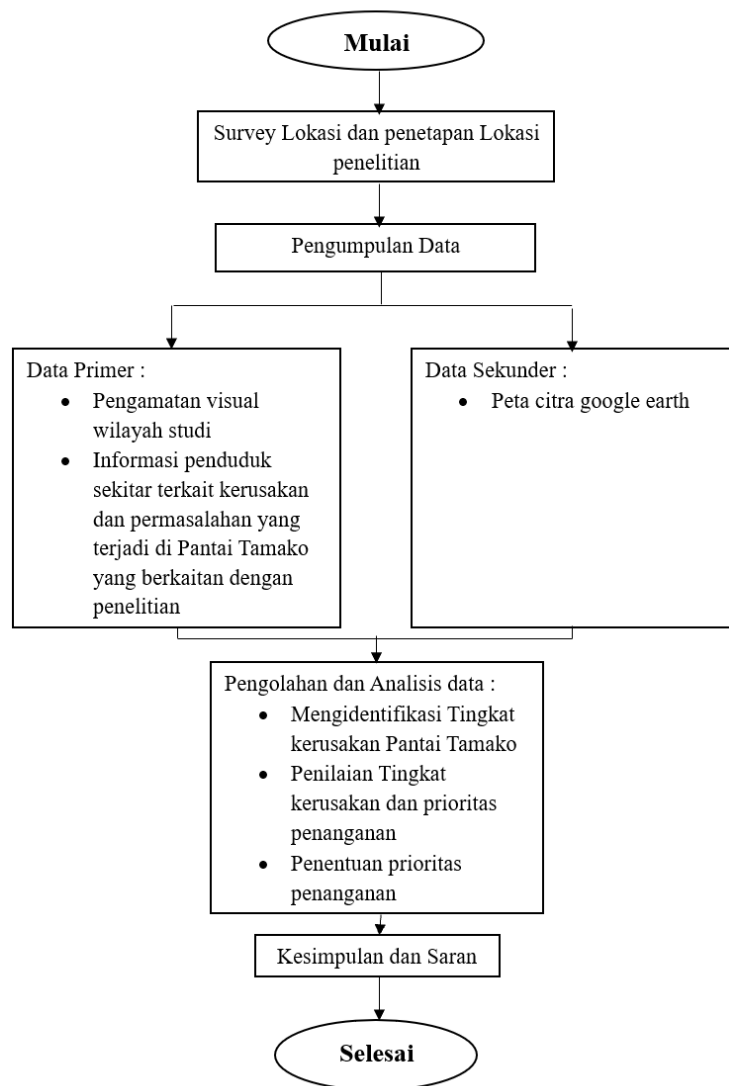 Mulai
Survey Lokasi dan penetapan Lokasi
penelitian
Pengumpulan Data
Data Primer :
• Pengamatan visual
wilayah studi
• Informasi penduduk
sekitar terkait kerusakan
dan permasalahan yang
terjadi di Pantai Tamako
yang berkaitan dengan
penelitian
Data Sekunder :
• Peta citra google earth
Pengolahan dan Analisis data :
• Mengidentifikasi Tingkat
kerusakan Pantai Tamako
• Penilaian Tingkat
kerusakan dan prioritas
penanganan
• Penentuan prioritas
penanganan
Kesimpulan dan Saran
Selesai